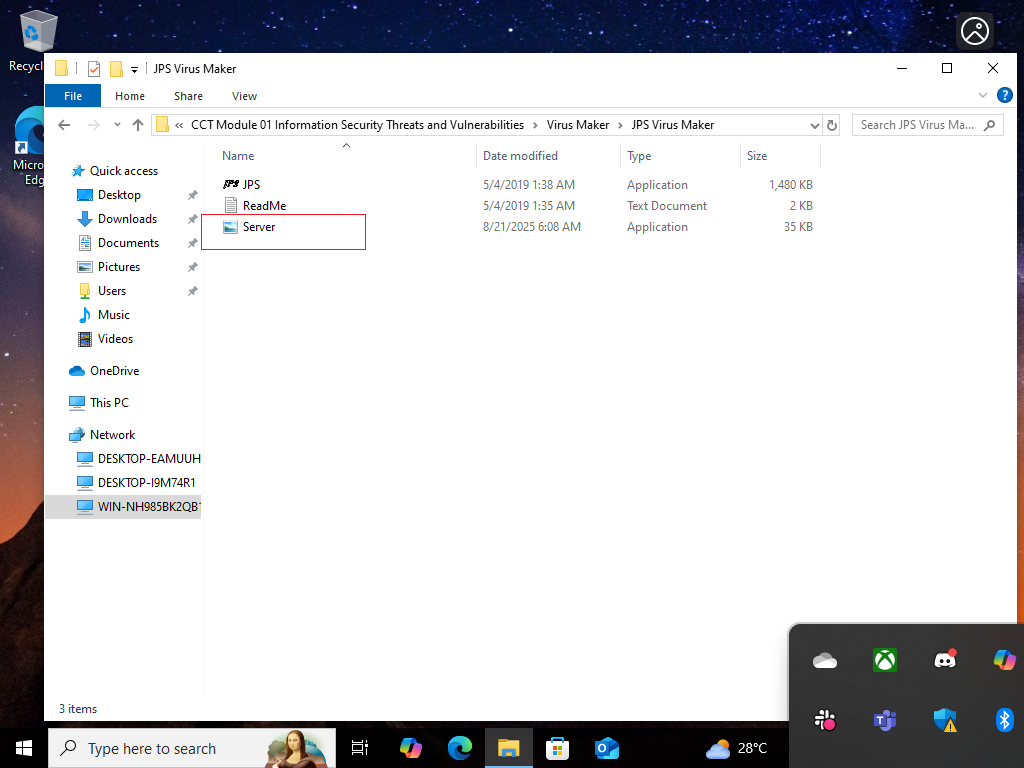 Recycl
Micro
Edg
JPS Virus Maker
File Home Share View
« CCT Module 01 Information Security Threats and Vulnerabilities › Virus Maker › JPS Virus Maker
Search JPS Virus Ma...
Name Date modified Type Size
JPS 5/4/2019 1:38 AM Application 1,480 KB
ReadMe 5/4/2019 1:35 AM Text Document 2 KB
Server 8/21/2025 6:08 AM Application 35 KB
Quick access
Desktop
Downloads
Documents
Pictures
Users
Music
Videos
OneDrive
This PC
Network
DESKTOP-EAMUUH
DESKTOP-I9M74R1
WIN-NH985BK2QB1
3 items
Type here to search
28°C